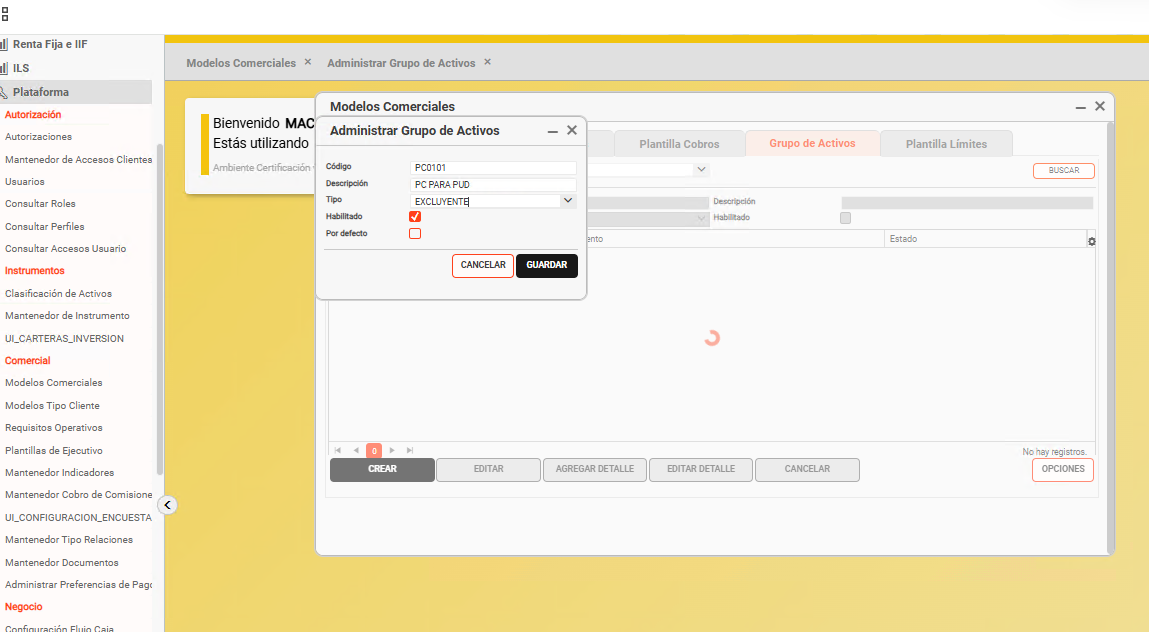 Renta Fija e IIF
ILS
Plataforma
Autorización
Autorizaciones
Mantenedor de Accesos Clientes
Usuarios
Consultar Roles
Consultar Perfiles
Consultar Accesos Usuario
Instrumentos
Clasificación de Activos
Mantenedor de Instrumento
UI_CARTERAS_INVERSION
Comercial
Modelos Comerciales
Modelos Tipo Cliente
Requisitos Operativos
Plantillas de Ejecutivo
Mantenedor Indicadores
Mantenedor Cobro de Comisione
UI_CONFIGURACION_ENCUESTA
Mantenedor Tipo Relaciones
Mantenedor Documentos
Administrar Preferencias de Pago
Negocio
Configuración Flujo Caja
Modelos Comerciales × Administrar Grupo de Activos ×
Bienvenido MAC
Estás utilizando
Ambiente Certificación
Modelos Comerciales
Plantilla Cobros Grupo de Activos Plantilla Límites
BUSCAR
Descripción
Habilitado
nto Estado
0
No hay registros.
CREAR EDITAR AGREGAR DETALLE EDITAR DETALLE CANCELAR OPCIONES
Administrar Grupo de Activos
Código PC0101
Descripción PC PARA PUD
Tipo EXCLUYENTE
Habilitado
Por defecto
CANCELAR GUARDAR